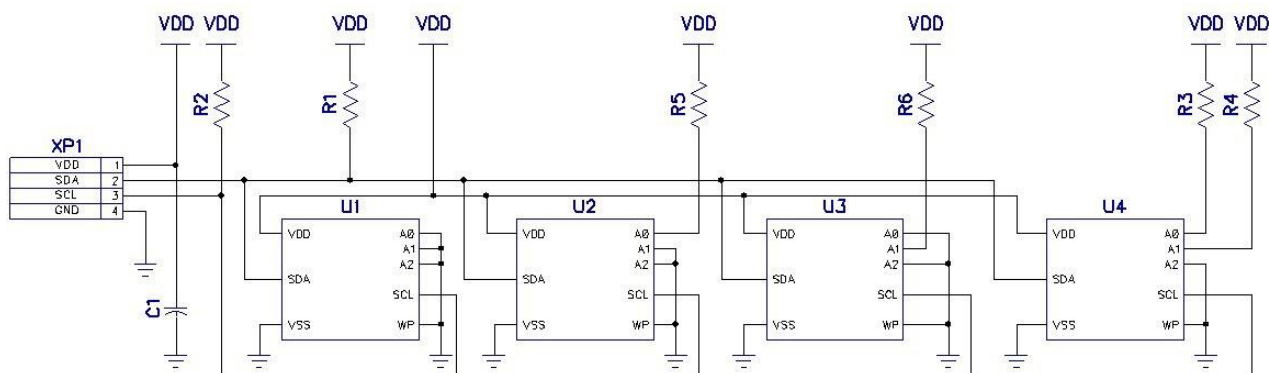 VDD VDD VDD VDD VDD VDD VDD VDD
R2 R1 R5 R6 R3 R4
XP1
VDD 1
SDA 2
SCL 3
GND 4
C1
U1
VDD A0
A1
A2
SDA
SCL
VSS WP
U2
VDD A0
A1
A2
SDA
SCL
VSS WP
U3
VDD A0
A1
A2
SDA
SCL
VSS WP
U4
VDD A0
A1
A2
SDA
SCL
VSS WP